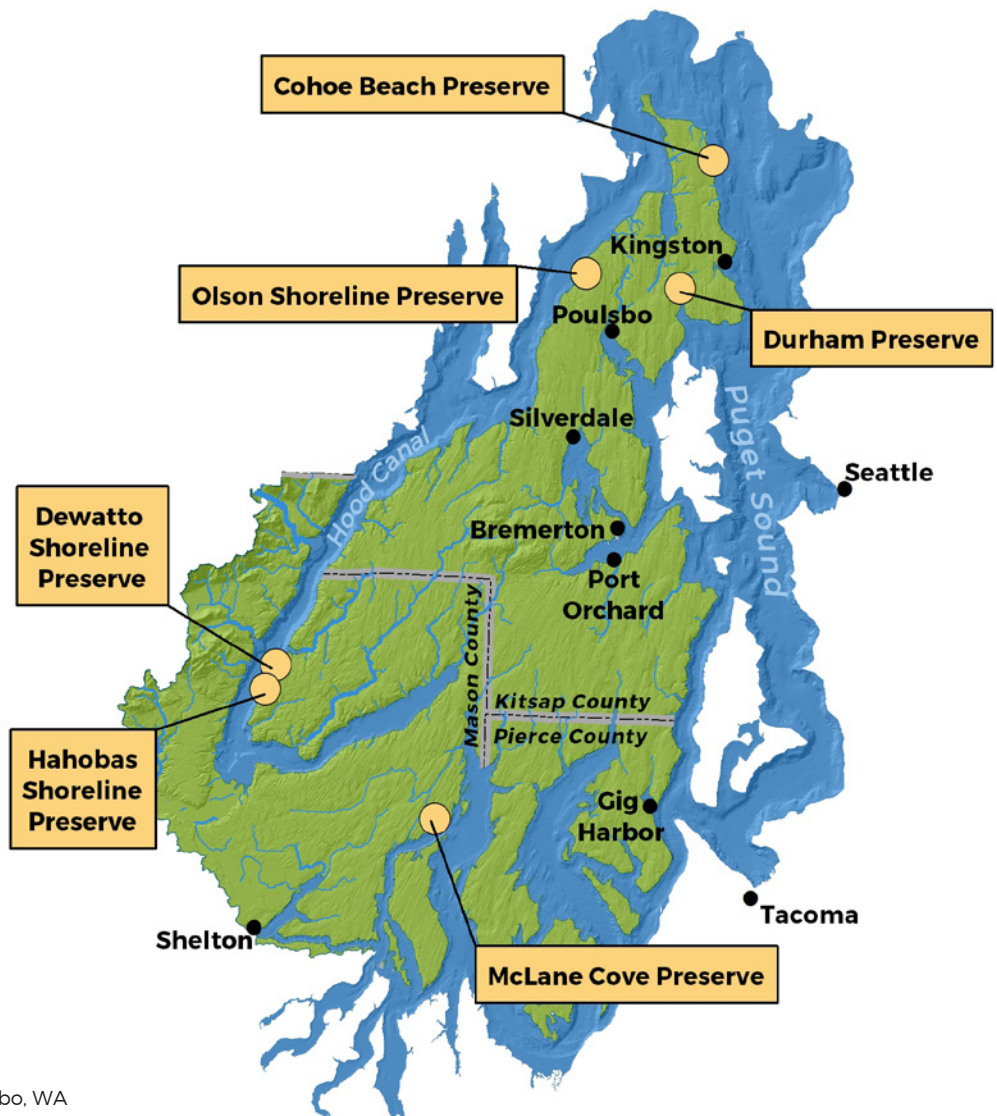 Cohoe Beach Preserve
Kingston
Olson Shoreline Preserve
Poulsbo
Durham Preserve
Silverdale
Hood Canal
Puget Sound
Seattle
Dewatto
Shoreline
Preserve
Bremerton
Port
Orchard
Mason County
Kitsap County
Pierce County
Hahobas
Shoreline
Preserve
Gig
Harbor
Tacoma
Shelton
McLane Cove Preserve
bo, WA